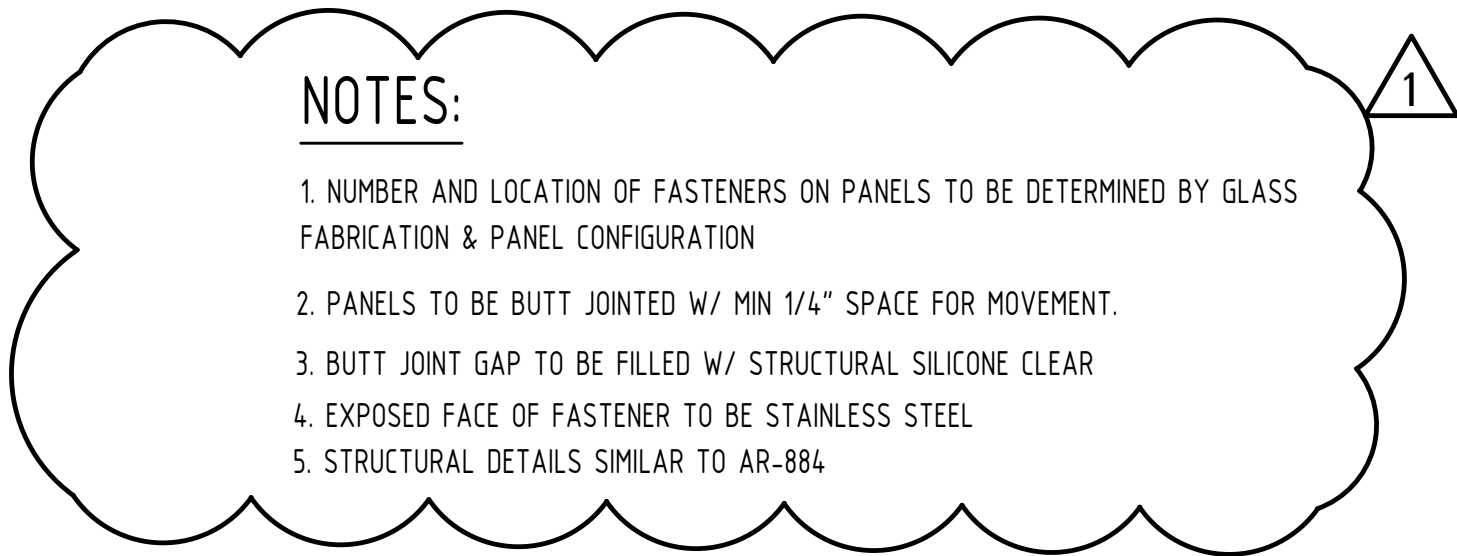 NOTES:
1
1. NUMBER AND LOCATION OF FASTENERS ON PANELS TO BE DETERMINED BY GLASS
FABRICATION & PANEL CONFIGURATION
2. PANELS TO BE BUTT JOINTED W/ MIN 1/4" SPACE FOR MOVEMENT.
3. BUTT JOINT GAP TO BE FILLED W/ STRUCTURAL SILICONE CLEAR
4. EXPOSED FACE OF FASTENER TO BE STAINLESS STEEL
5. STRUCTURAL DETAILS SIMILAR TO AR-884